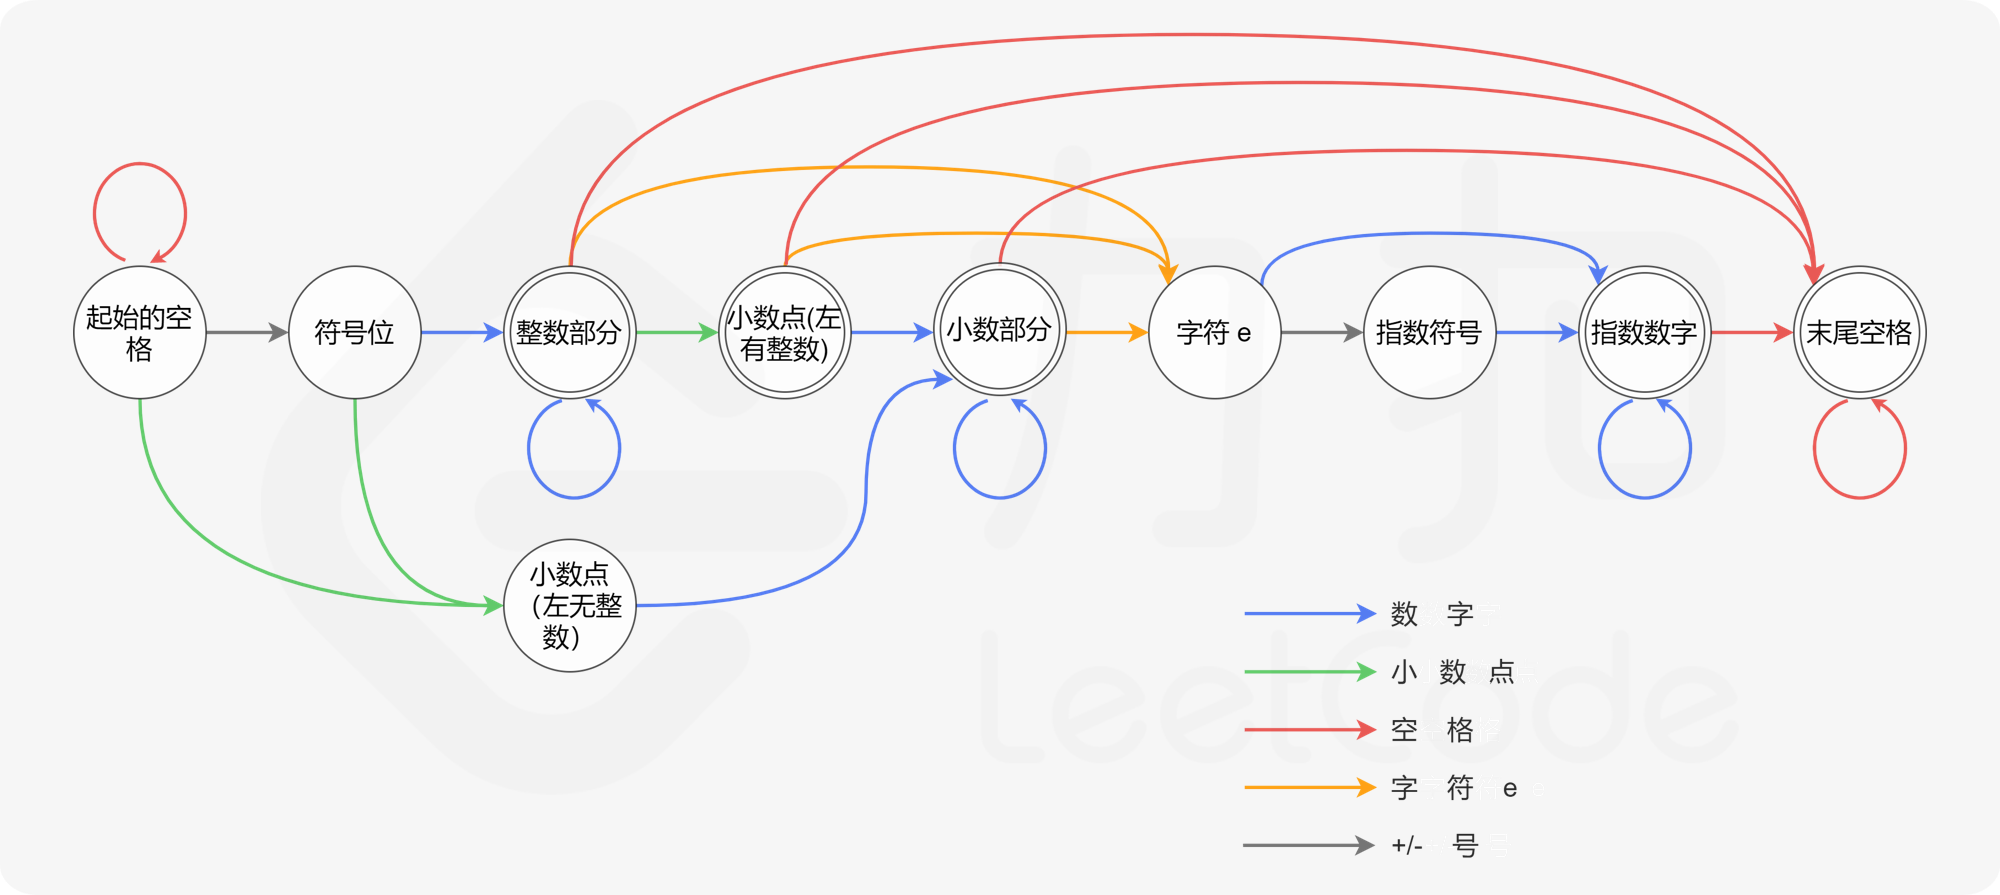 起始的空
格
符号位
整数部分
小数点(左
有整数)
小数部分
字符 e
指数符号
指数数字
末尾空格
小数点
（左无整
数）
数 字
小 数 点
空 格
字 符 e
+/- 号
力扣
LeetCode